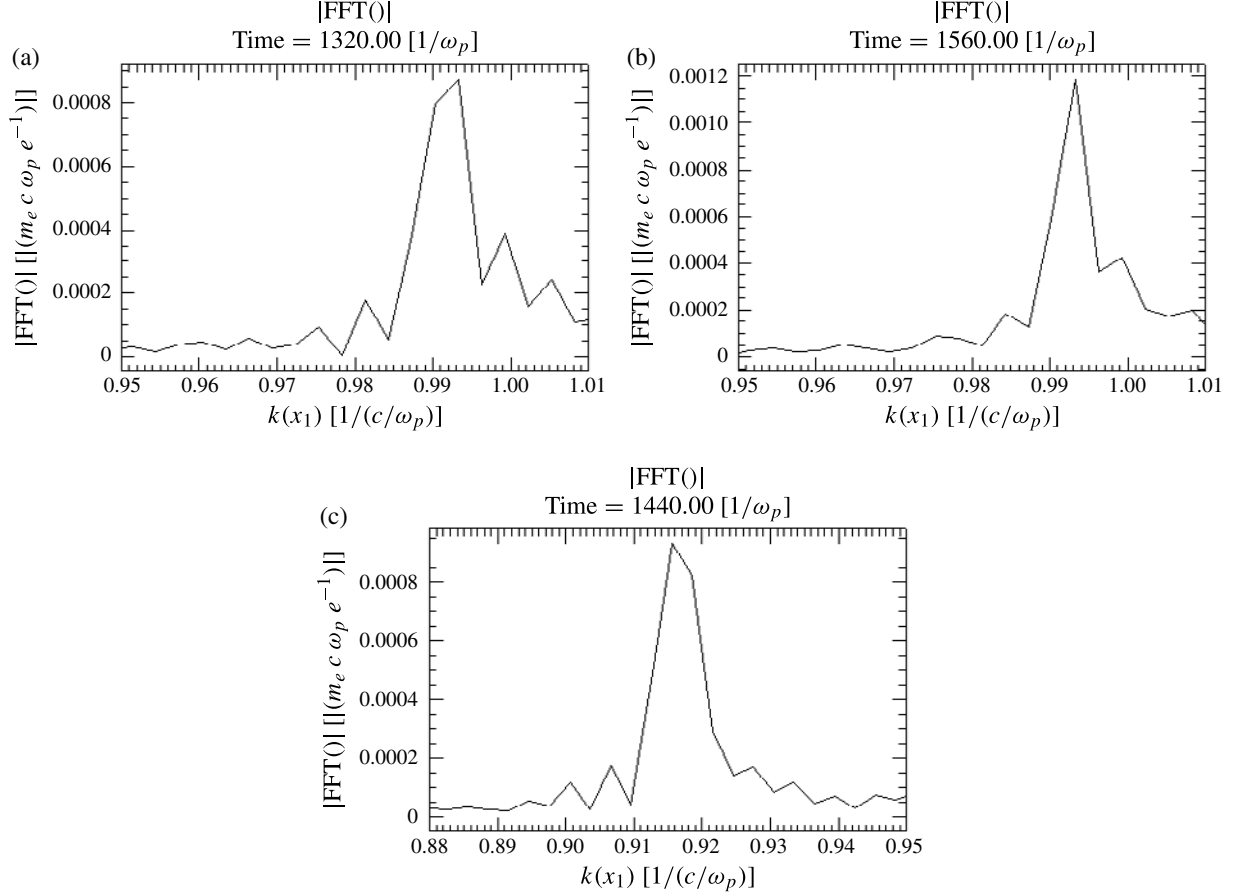 |FFT()|
Time = 1320.00 [1/ω_p]
(a)
|FFT()| [|(m_e c ω_p e^{−1})|]
0.0008
0.0006
0.0004
0.0002
0
0.95 0.96 0.97 0.98 0.99 1.00 1.01
k(x_1) [1/(c/ω_p)]
|FFT()|
Time = 1560.00 [1/ω_p]
(b)
|FFT()| [|(m_e c ω_p e^{−1})|]
0.0012
0.0010
0.0008
0.0006
0.0004
0.0002
0
0.95 0.96 0.97 0.98 0.99 1.00 1.01
k(x_1) [1/(c/ω_p)]
|FFT()|
Time = 1440.00 [1/ω_p]
(c)
|FFT()| [|(m_e c ω_p e^{−1})|]
0.0008
0.0006
0.0004
0.0002
0
0.88 0.89 0.90 0.91 0.92 0.93 0.94 0.95
k(x_1) [1/(c/ω_p)]